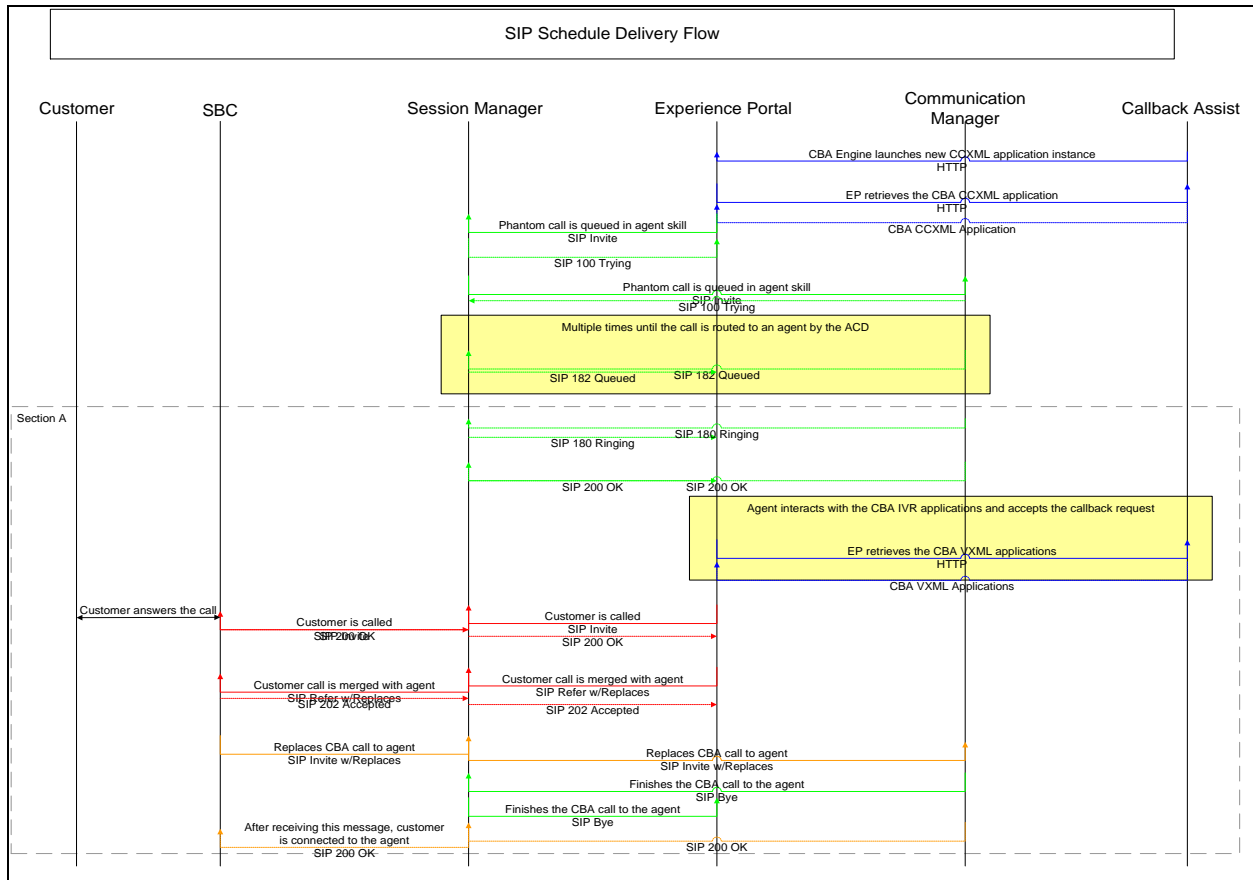 SIP Schedule Delivery Flow
Customer
SBC
Session Manager
Experience Portal
Communication
Manager
Callback Assist
CBA Engine launches new CCXML application instance
HTTP
EP retrieves the CBA CCXML application
HTTP
CBA CCXML Application
Phantom call is queued in agent skill
SIP Invite
SIP 100 Trying
Phantom call is queued in agent skill
SIP Invite
SIP 100 Trying
Multiple times until the call is routed to an agent by the ACD
SIP 182 Queued
SIP 182 Queued
Section A
SIP 180 Ringing
SIP 180 Ringing
SIP 200 OK
SIP 200 OK
Agent interacts with the CBA IVR applications and accepts the callback request
EP retrieves the CBA VXML applications
HTTP
CBA VXML Applications
Customer answers the call
Customer is called
SIP Invite
SIP 200 OK
Customer is called
SIP Invite
SIP 200 OK
Customer call is merged with agent
SIP Refer w/Replaces
SIP 202 Accepted
Customer call is merged with agent
SIP Refer w/Replaces
SIP 202 Accepted
Replaces CBA call to agent
SIP Invite w/Replaces
Replaces CBA call to agent
SIP Invite w/Replaces
Finishes the CBA call to the agent
SIP Bye
Finishes the CBA call to the agent
SIP Bye
After receiving this message, customer
is connected to the agent
SIP 200 OK
SIP 200 OK